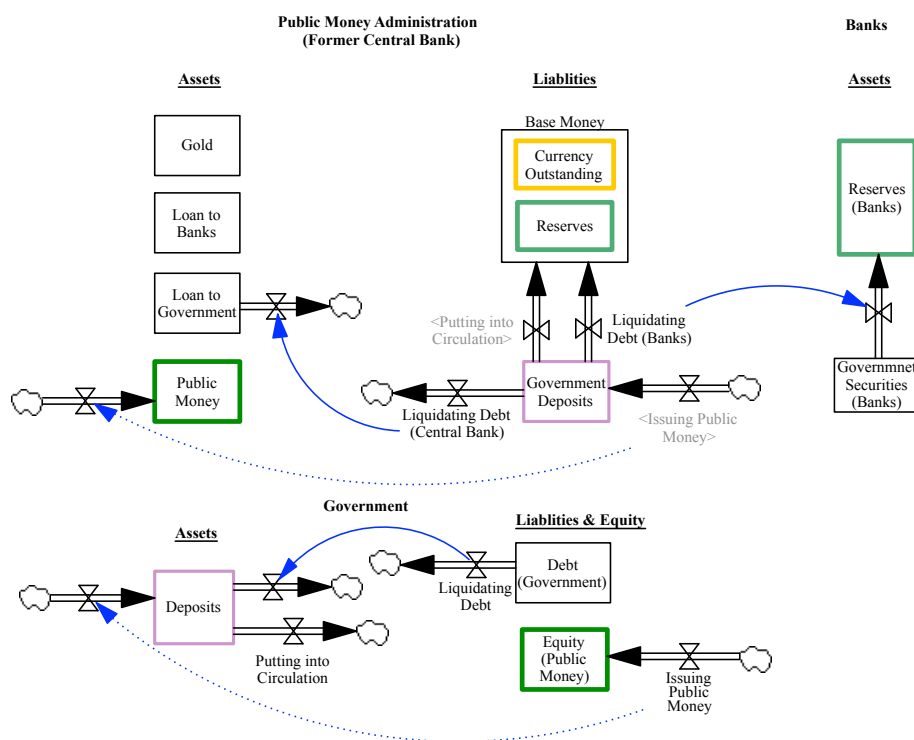 Public Money Administration
(Former Central Bank)
Banks
Assets
Liablities
Assets
Base Money
Gold
Currency
Outstanding
Loan to
Banks
Reserves
Reserves
(Banks)
Loan to
Government
<Putting into
Circulation>
Liquidating
Debt (Banks)
Public
Money
Government
Deposits
Governmnet
Securities
(Banks)
Liquidating Debt
(Central Bank)
<Issuing Public
Money>
Government
Assets
Liablities & Equity
Deposits
Debt
(Government)
Liquidating
Debt
Putting into
Circulation
Equity
(Public
Money)
Issuing
Public
Money